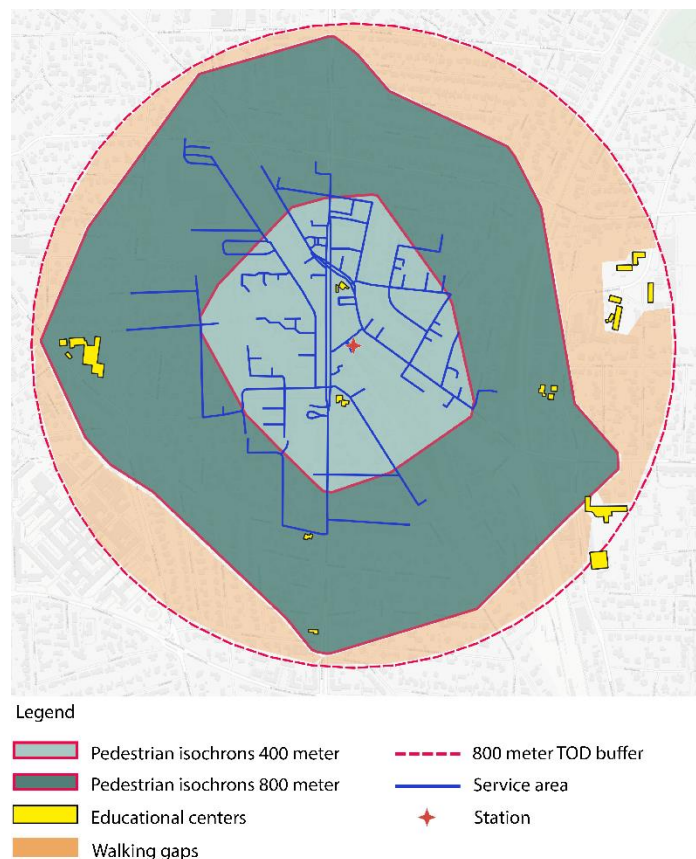 Legend
Pedestrian isochrons 400 meter
Pedestrian isochrons 800 meter
Educational centers
Walking gaps
800 meter TOD buffer
Service area
Station